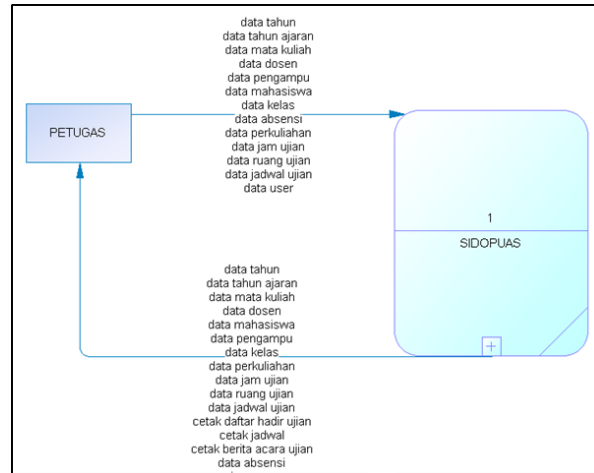 data tahun
data tahun ajaran
data mata kuliah
data dosen
data pengampu
data mahasiswa
data kelas
data absensi
data perkuliahan
data jam ujian
data ruang ujian
data jadwal ujian
data user
PETUGAS
1
SIDOPUAS
data tahun
data tahun ajaran
data mata kuliah
data dosen
data mahasiswa
data pengampu
data kelas
data perkuliahan
data jam ujian
data ruang ujian
data jadwal ujian
cetak daftar hadir ujian
cetak jadwal
cetak berita acara ujian
data absensi